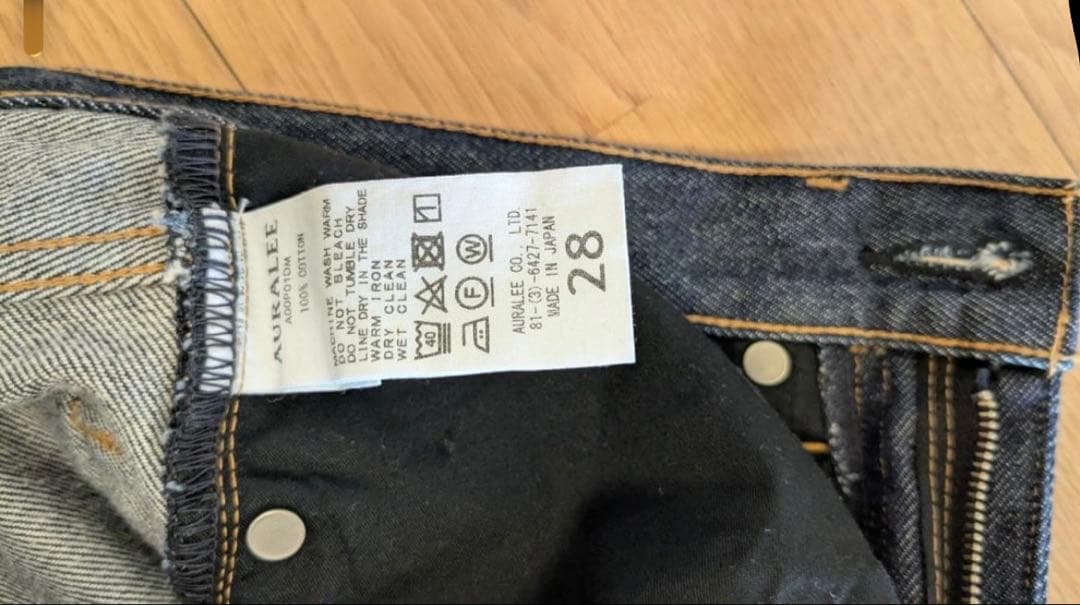 AURALEE
A00P01DM
100% COTTON
MACHINE WASH WARM
DO NOT BLEACH
DO NOT TUMBLE DRY
LINE DRY IN THE SHADE
WARM IRON
DRY CLEAN
WET CLEAN
40
F W
AURALEE CO., LTD.
81-(3)-6427-7141
MADE IN JAPAN
28